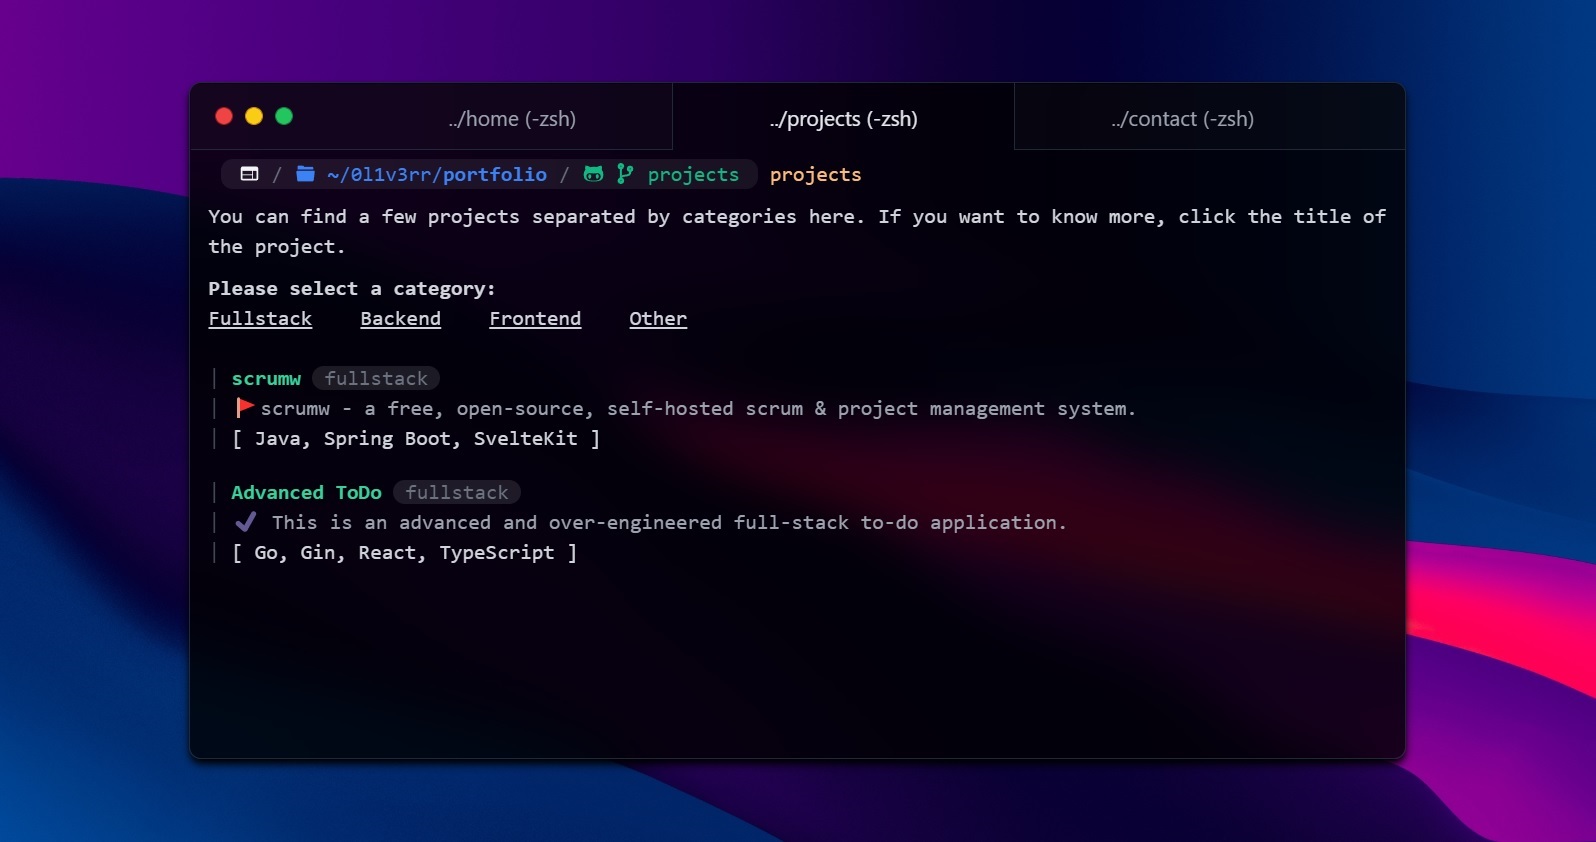 ../home (-zsh)
../projects (-zsh)
../contact (-zsh)
/ ~/0l1v3rr/portfolio / projects projects
You can find a few projects separated by categories here. If you want to know more, click the title of
the project.
Please select a category:
Fullstack Backend Frontend Other
| scrumw fullstack
| 🚩scrumw - a free, open-source, self-hosted scrum & project management system.
| [ Java, Spring Boot, SvelteKit ]
| Advanced ToDo fullstack
| ✔️ This is an advanced and over-engineered full-stack to-do application.
| [ Go, Gin, React, TypeScript ]